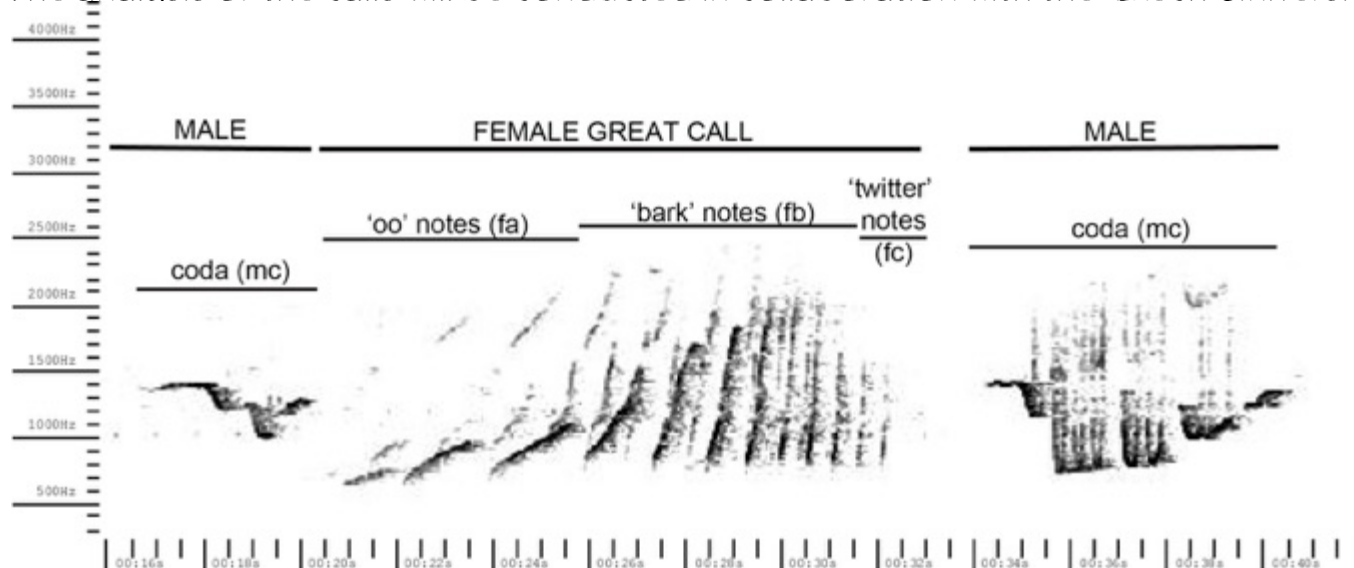 4000Hz
MALE FEMALE GREAT CALL MALE
3500Hz
3000Hz
'twitter'
'oo' notes (fa) 'bark' notes (fb) notes
2500Hz
(fc)
coda (mc)
coda (mc)
2000Hz
1500Hz
1000Hz
500Hz
00:16s 00:18s 00:20s 00:22s 00:24s 00:26s 00:28s 00:30s 00:32s 00:34s 00:36s 00:38s 00:40s